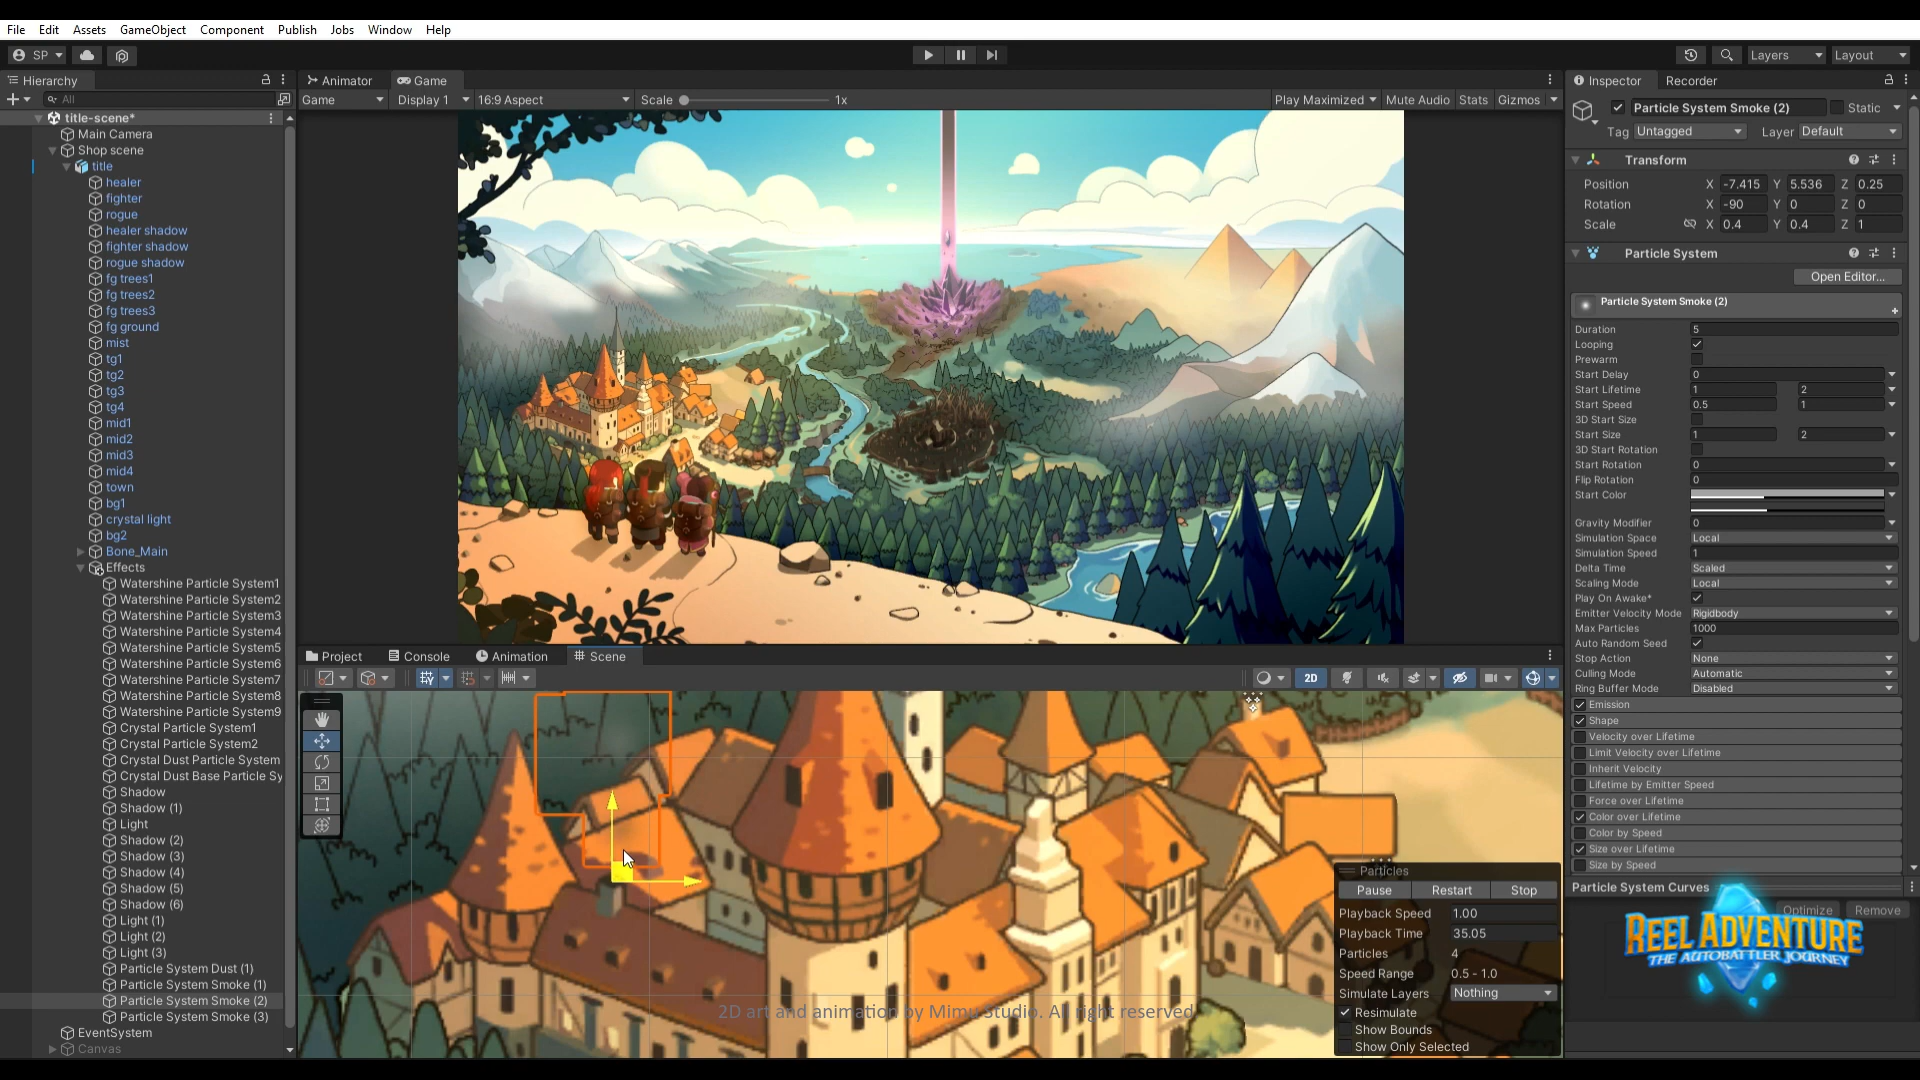 File Edit Assets GameObject Component Publish Jobs Window Help
SP Layers Layout
Hierarchy
All
title-scene*
Main Camera
Shop scene
title
healer
fighter
rogue
healer shadow
fighter shadow
rogue shadow
fg trees1
fg trees2
fg trees3
fg ground
mist
tg1
tg2
tg3
tg4
mid1
mid2
mid3
mid4
town
bg1
crystal light
bg2
Bone_Main
Effects
Watershine Particle System1
Watershine Particle System2
Watershine Particle System3
Watershine Particle System4
Watershine Particle System5
Watershine Particle System6
Watershine Particle System7
Watershine Particle System8
Watershine Particle System9
Crystal Particle System1
Crystal Particle System2
Crystal Dust Particle System
Crystal Dust Base Particle Sy
Shadow
Shadow (1)
Light
Shadow (2)
Shadow (3)
Shadow (4)
Shadow (5)
Shadow (6)
Light (1)
Light (2)
Light (3)
Particle System Dust (1)
Particle System Smoke (1)
Particle System Smoke (2)
Particle System Smoke (3)
EventSystem
Canvas
Animator Game
Game Display 1 16:9 Aspect Scale 1x Play Maximized Mute Audio Stats Gizmos
Project Console Animation Scene
2D
Particles
Pause Restart Stop
Playback Speed 1.00
Playback Time 35.05
Particles 4
Speed Range 0.5 - 1.0
Simulate Layers Nothing
Resimulate
Show Bounds
Show Only Selected
2D art and animation by Mimu Studio. All right reserved
Inspector Recorder
Particle System Smoke (2) Static
Tag Untagged Layer Default
Transform
Position X -7.415 Y 5.536 Z 0.25
Rotation X -90 Y 0 Z 0
Scale X 0.4 Y 0.4 Z 1
Particle System
Open Editor...
Particle System Smoke (2)
Duration 5
Looping
Prewarm
Start Delay 0
Start Lifetime 1 2
Start Speed 0.5 1
3D Start Size
Start Size 1 2
3D Start Rotation
Start Rotation 0
Flip Rotation 0
Start Color
Gravity Modifier 0
Simulation Space Local
Simulation Speed 1
Delta Time Scaled
Scaling Mode Local
Play On Awake*
Emitter Velocity Mode Rigidbody
Max Particles 1000
Auto Random Seed
Stop Action None
Culling Mode Automatic
Ring Buffer Mode Disabled
Emission
Shape
Velocity over Lifetime
Limit Velocity over Lifetime
Inherit Velocity
Lifetime by Emitter Speed
Force over Lifetime
Color over Lifetime
Color by Speed
Size over Lifetime
Size by Speed
Particle System Curves
Optimize Remove
REEL ADVENTURE
THE AUTOBATTLER JOURNEY